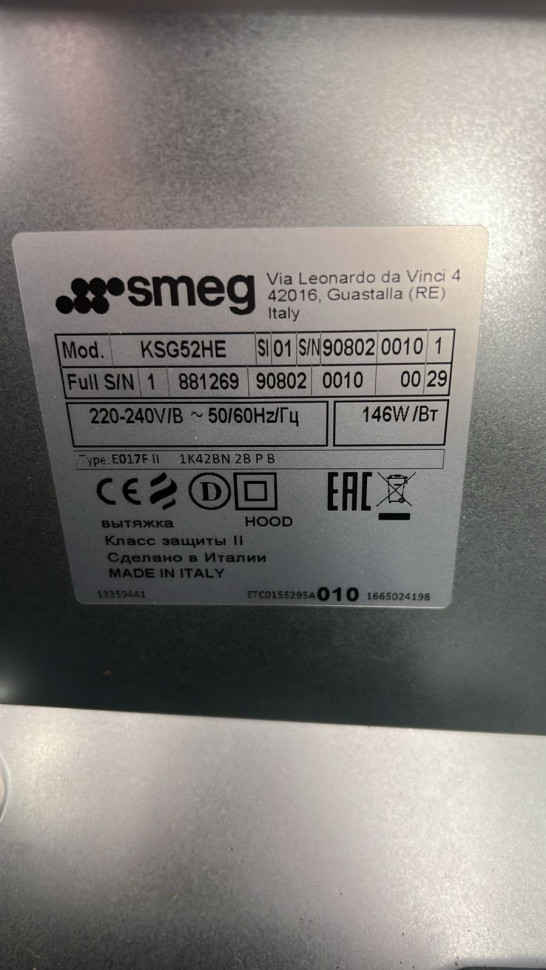 smeg
Via Leonardo da Vinci 4
42016, Guastalla (RE)
Italy
Mod. KSG52HE SI 01 S/N 90802 0010 1
Full S/N 1 881269 90802 0010 00 29
220-240V/В ~ 50/60Hz/Гц 146W /Вт
Type: E017F II 1K42BN 2B P B
CE D EAC
вытяжка HOOD
Класс защиты II
Сделано в Италии
MADE IN ITALY
12359441 ETC0155295A 010 1665024198